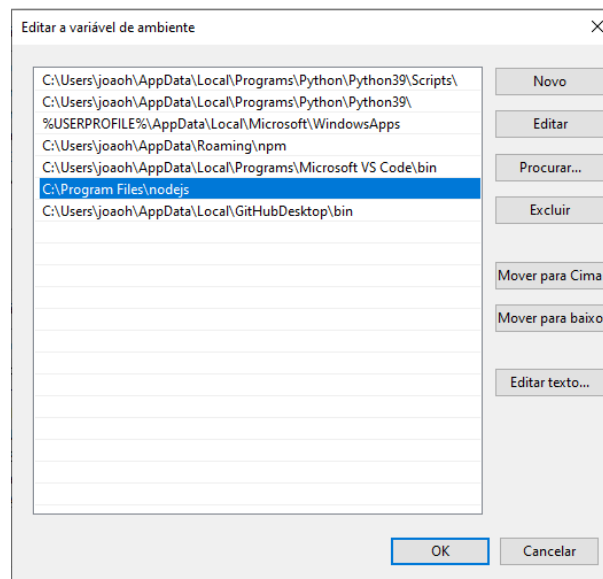 Editar a variável de ambiente
C:\Users\joaoh\AppData\Local\Programs\Python\Python39\Scripts\
C:\Users\joaoh\AppData\Local\Programs\Python\Python39\
%USERPROFILE%\AppData\Local\Microsoft\WindowsApps
C:\Users\joaoh\AppData\Roaming\npm
C:\Users\joaoh\AppData\Local\Programs\Microsoft VS Code\bin
C:\Program Files\nodejs
C:\Users\joaoh\AppData\Local\GitHubDesktop\bin
Novo
Editar
Procurar...
Excluir
Mover para Cima
Mover para baixo
Editar texto...
OK
Cancelar